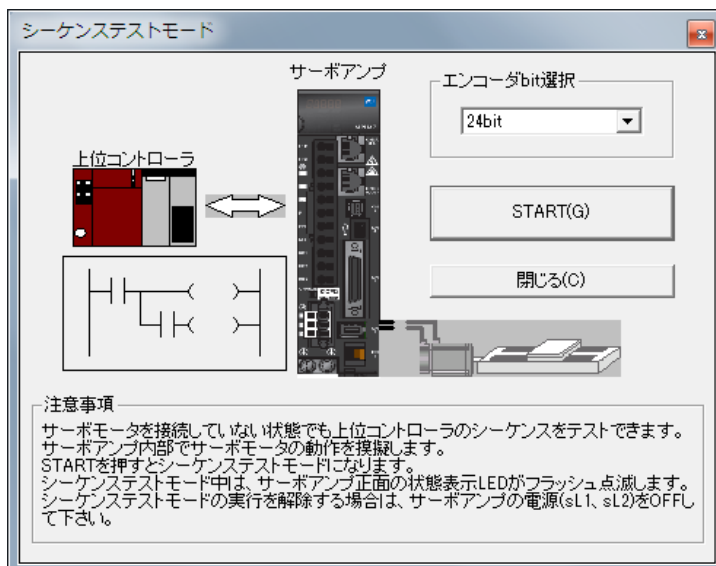 シーケンステストモード
サーボアンプ
エンコーダbit選択
24bit
上位コントローラ
START(G)
閉じる(C)
注意事項
サーボモータを接続していない状態でも上位コントローラのシーケンスをテストできます。
サーボアンプ内部でサーボモータの動作を摸擬します。
STARTを押すとシーケンステストモードになります。
シーケンステストモード中は、サーボアンプ正面の状態表示LEDがフラッシュ点滅します。
シーケンステストモードの実行を解除する場合は、サーボアンプの電源(sL1、sL2)をOFFし
て下さい。